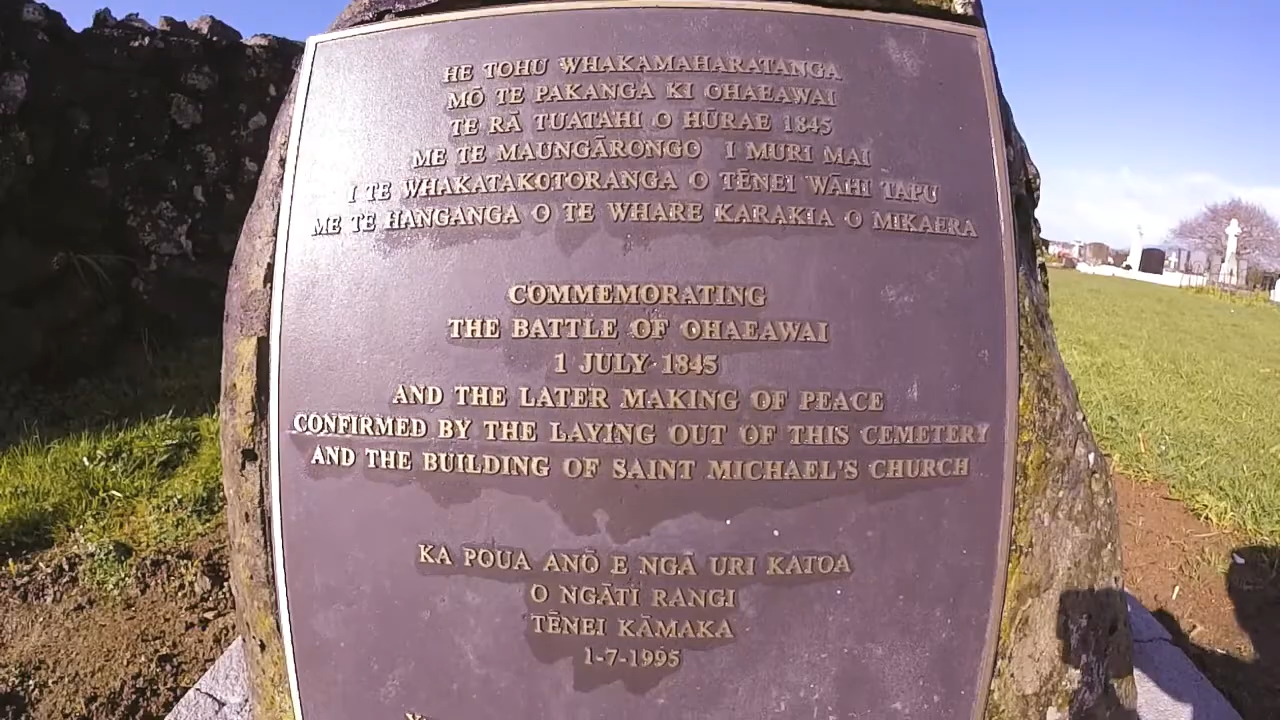 HE TOHU WHAKAMAHARATANGA
MŌ TE PAKANGA KI OHAEAWAI
TE RĀ TUATAHI O HŪRAE 1845
ME TE MAUNGĀRONGO I MURI MAI
I TE WHAKATAKOTORANGA O TĒNEI WĀHI TAPU
ME TE HANGANGA O TE WHARE KARAKIA O MIKAERA
COMMEMORATING
THE BATTLE OF OHAEAWAI
1 JULY 1845
AND THE LATER MAKING OF PEACE
CONFIRMED BY THE LAYING OUT OF THIS CEMETERY
AND THE BUILDING OF SAINT MICHAEL'S CHURCH
KA POUA ANŌ E NGĀ URI KATOA
O NGĀTI RANGI
TĒNEI KĀMAKA
1-7-1995